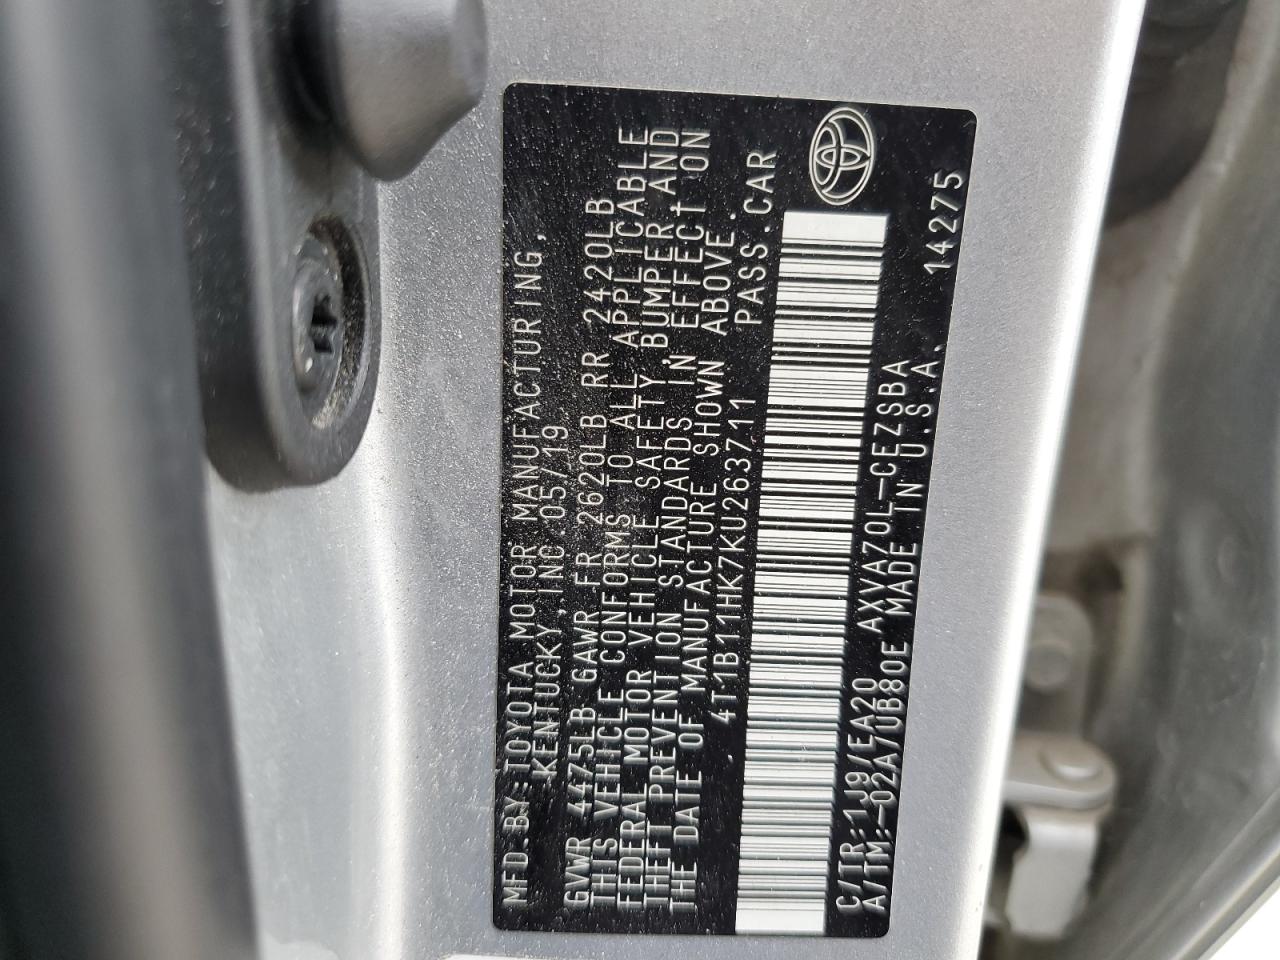 MFD.BY:TOYOTA MOTOR MANUFACTURING,
KENTUCKY,INC.05/19
GVWR 4475LB GAWR FR 2620LB RR 2420LB
THIS VEHICLE CONFORMS TO ALL APPLICABLE
FEDERAL MOTOR VEHICLE SAFETY,BUMPER AND
THEFT PREVENTION STANDARDS IN EFFECT ON
THE DATE OF MANUFACTURE SHOWN ABOVE.
4T1B11HK7KU263711 PASS.CAR
C/TR:1J9/EA20 AXVA70L-CEZSBA
A/TM:-02A/UB80E MADE IN U.S.A. 14275